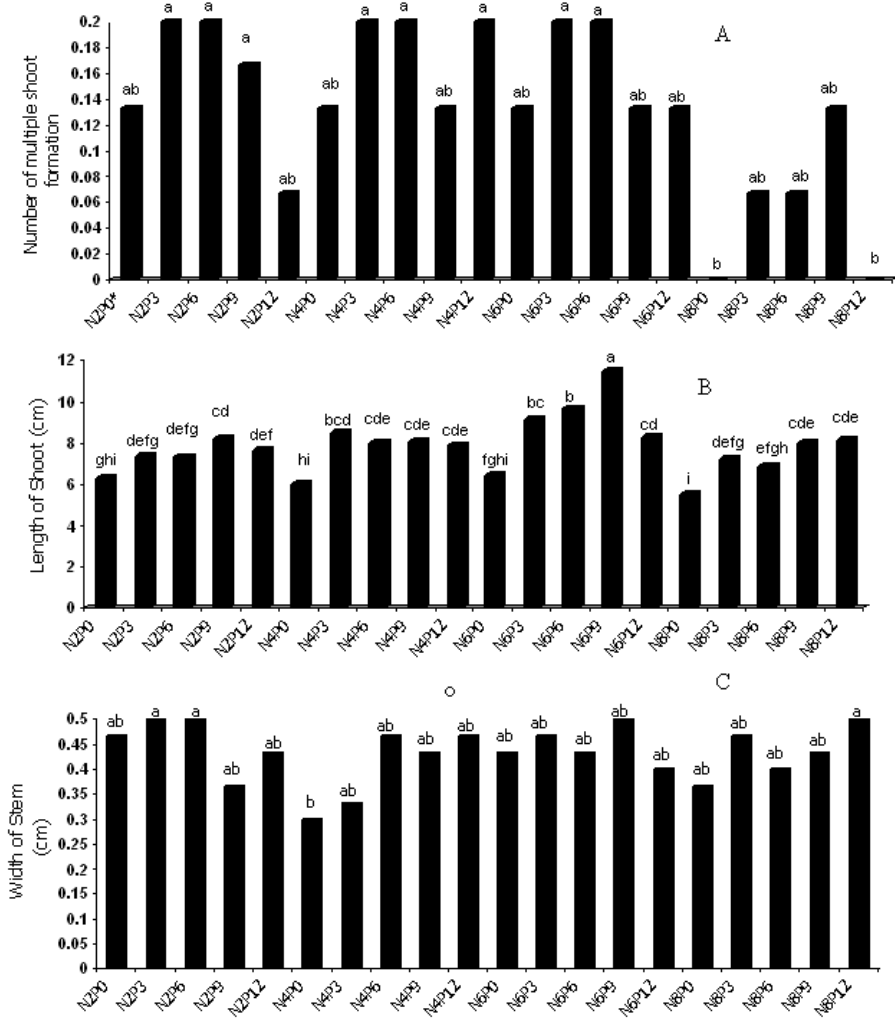 A
Number of multiple shoot
formation
0.2
0.18
0.16
0.14
0.12
0.1
0.08
0.06
0.04
0.02
0
ab a a a ab ab a a ab a ab a a ab ab b ab ab ab b
N2P0* N2P3 N2P6 N2P9 N2P12 N4P0 N4P3 N4P6 N4P9 N4P12 N6P0 N6P3 N6P6 N6P9 N6P12 N8P0 N8P3 N8P6 N8P9 N8P12
B
Length of Shoot (cm)
12
10
8
6
4
2
0
ghi defg defg cd def hi bcd cde cde cde fghi bc b a cd i defg efgh cde cde
N2P0 N2P3 N2P6 N2P9 N2P12 N4P0 N4P3 N4P6 N4P9 N4P12 N6P0 N6P3 N6P6 N6P9 N6P12 N8P0 N8P3 N8P6 N8P9 N8P12
o C
Width of Stem
(cm)
0.5
0.45
0.4
0.35
0.3
0.25
0.2
0.15
0.1
0.05
0
ab a a ab ab b ab ab ab ab ab ab ab ab ab ab ab ab ab a
N2P0 N2P3 N2P6 N2P9 N2P12 N4P0 N4P3 N4P6 N4P9 N4P12 N6P0 N6P3 N6P6 N6P9 N6P12 N8P0 N8P3 N8P6 N8P9 N8P12